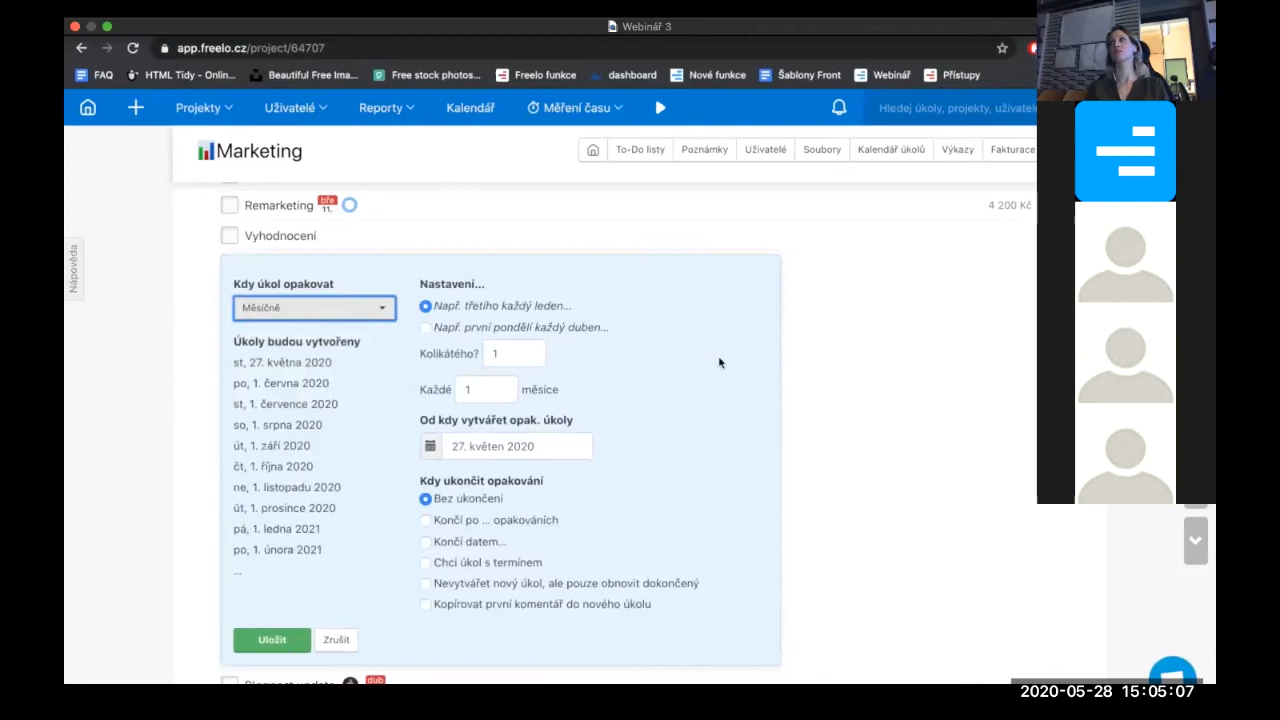 Webinář 3
app.freelo.cz/project/64707
FAQ
HTML Tidy - Onlin...
Beautiful Free Ima...
Free stock photos...
Freelo funkce
dashboard
Nové funkce
Šablony Front
Webinář
Přístupy
Projekty
Uživatelé
Reporty
Kalendář
Měření času
Hledej úkoly, projekty, uživatele
Marketing
To-Do listy
Poznámky
Uživatelé
Soubory
Kalendář úkolů
Výkazy
Fakturace
Nápověda
Remarketing
bře
11.
4 200 Kč
Vyhodnocení
Kdy úkol opakovat
Měsíčně
Úkoly budou vytvořeny
st, 27. května 2020
po, 1. června 2020
st, 1. července 2020
so, 1. srpna 2020
út, 1. září 2020
čt, 1. října 2020
ne, 1. listopadu 2020
út, 1. prosince 2020
pá, 1. ledna 2021
po, 1. února 2021
...
Nastavení...
Např. třetího každý leden...
Např. první pondělí každý duben...
Kolikátého? 1
Každé 1 měsíce
Od kdy vytvářet opak. úkoly
27. květen 2020
Kdy ukončit opakování
Bez ukončení
Končí po ... opakováních
Končí datem...
Chci úkol s termínem
Nevytvářet nový úkol, ale pouze obnovit dokončený
Kopírovat první komentář do nového úkolu
Uložit
Zrušit
dub
2020-05-28 15:05:07